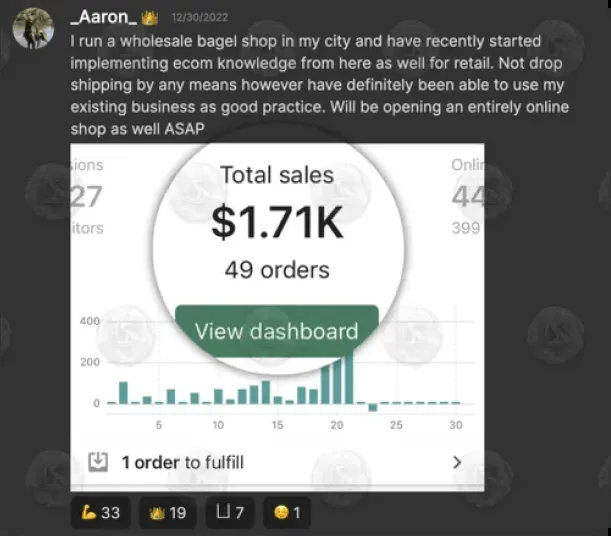 _Aaron_ 👑 12/30/2022
I run a wholesale bagel shop in my city and have recently started
implementing ecom knowledge from here as well for retail. Not drop
shipping by any means however have definitely been able to use my
existing business as good practice. Will be opening an entirely online
shop as well ASAP
sions
Total sales
Onlin
27
$1.71K
44
itors
399
49 orders
View dashboard
400
200
0
5 10 15 20 25 30
1 order to fulfill
💪 33 👑 19 7 ☺️ 1